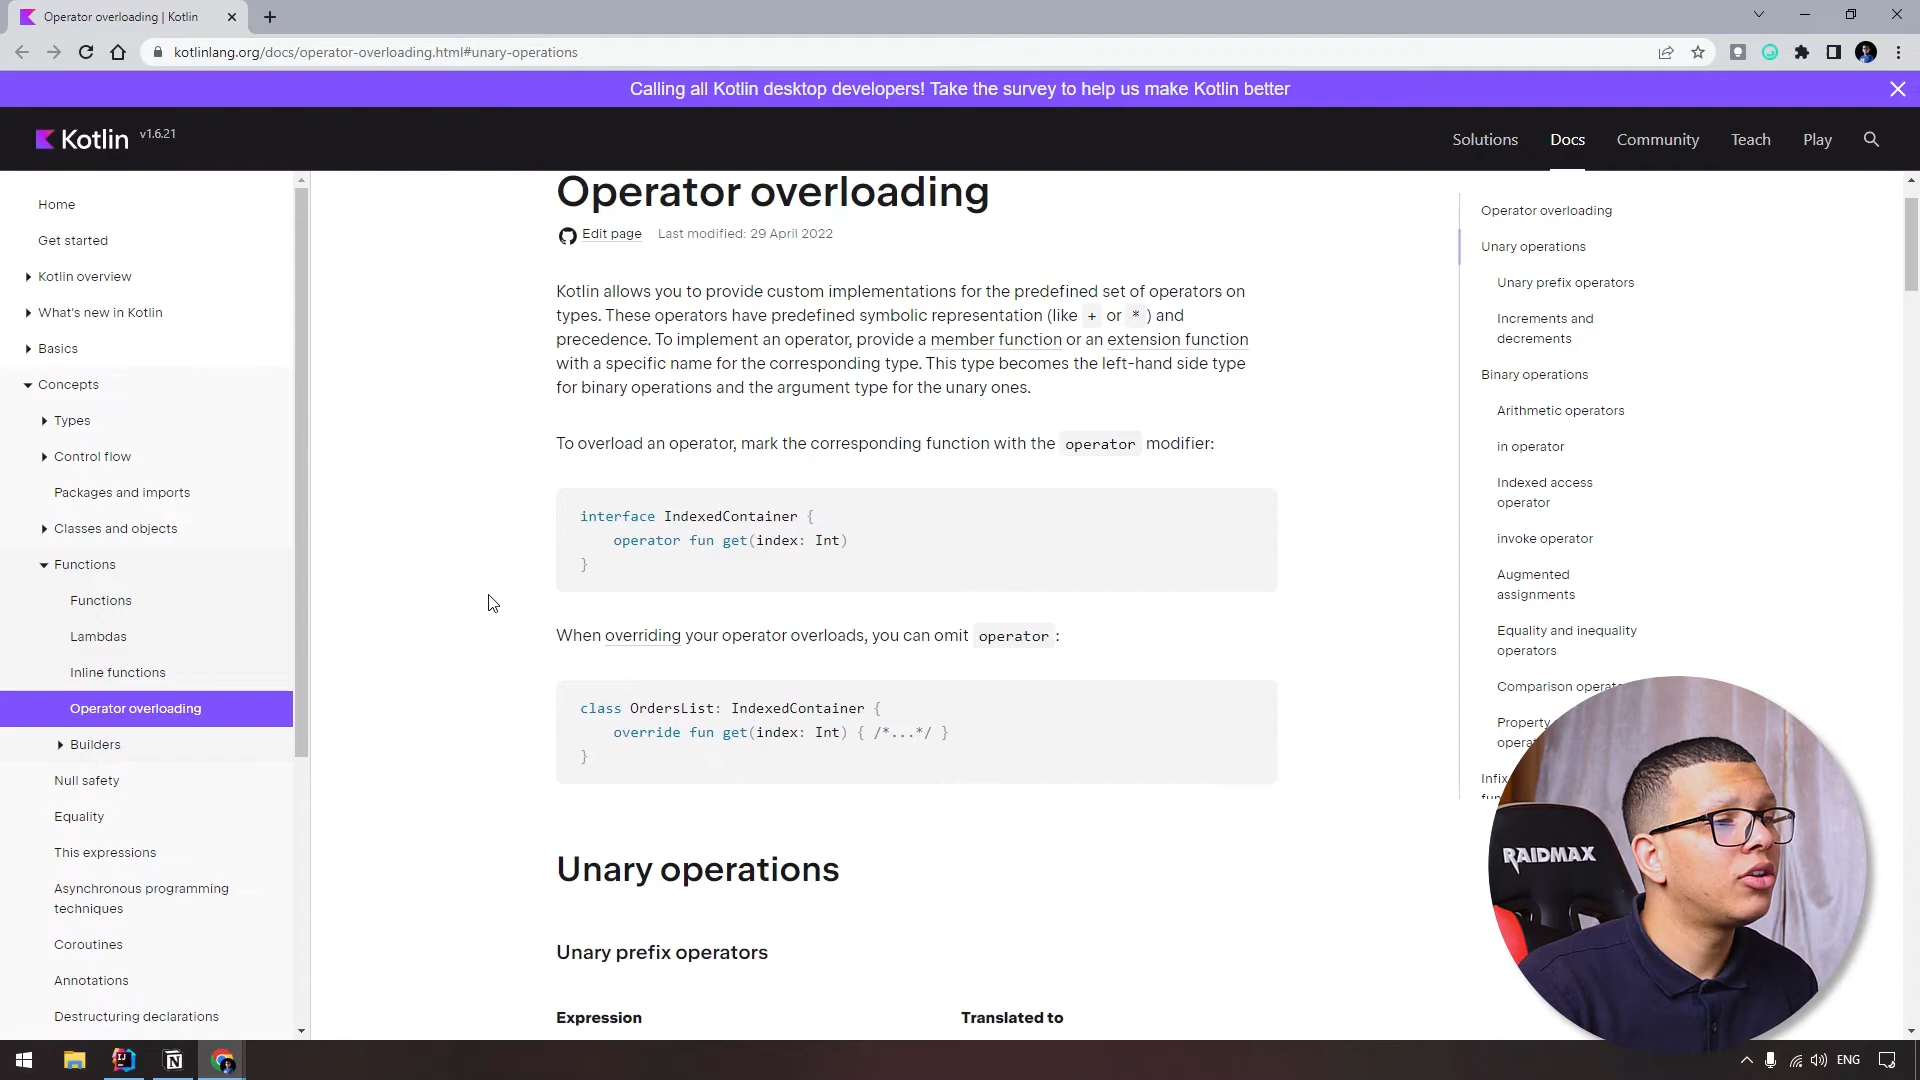 Operator overloading | Kotlin
kotlinlang.org/docs/operator-overloading.html#unary-operations
Calling all Kotlin desktop developers! Take the survey to help us make Kotlin better
Kotlin v1.6.21
Solutions
Docs
Community
Teach
Play
Home
Get started
Kotlin overview
What's new in Kotlin
Basics
Concepts
Types
Control flow
Packages and imports
Classes and objects
Functions
Functions
Lambdas
Inline functions
Operator overloading
Builders
Null safety
Equality
This expressions
Asynchronous programming
techniques
Coroutines
Annotations
Destructuring declarations
Operator overloading
Edit page Last modified: 29 April 2022
Kotlin allows you to provide custom implementations for the predefined set of operators on
types. These operators have predefined symbolic representation (like + or * ) and
precedence. To implement an operator, provide a member function or an extension function
with a specific name for the corresponding type. This type becomes the left-hand side type
for binary operations and the argument type for the unary ones.
To overload an operator, mark the corresponding function with the operator modifier:
interface IndexedContainer {
operator fun get(index: Int)
}
When overriding your operator overloads, you can omit operator :
class OrdersList: IndexedContainer {
override fun get(index: Int) { /*...*/ }
}
Unary operations
Unary prefix operators
Expression Translated to
Operator overloading
Unary operations
Unary prefix operators
Increments and
decrements
Binary operations
Arithmetic operators
in operator
Indexed access
operator
invoke operator
Augmented
assignments
Equality and inequality
operators
Comparison operat
Property
opera
Infix
RAIDMAX
ENG